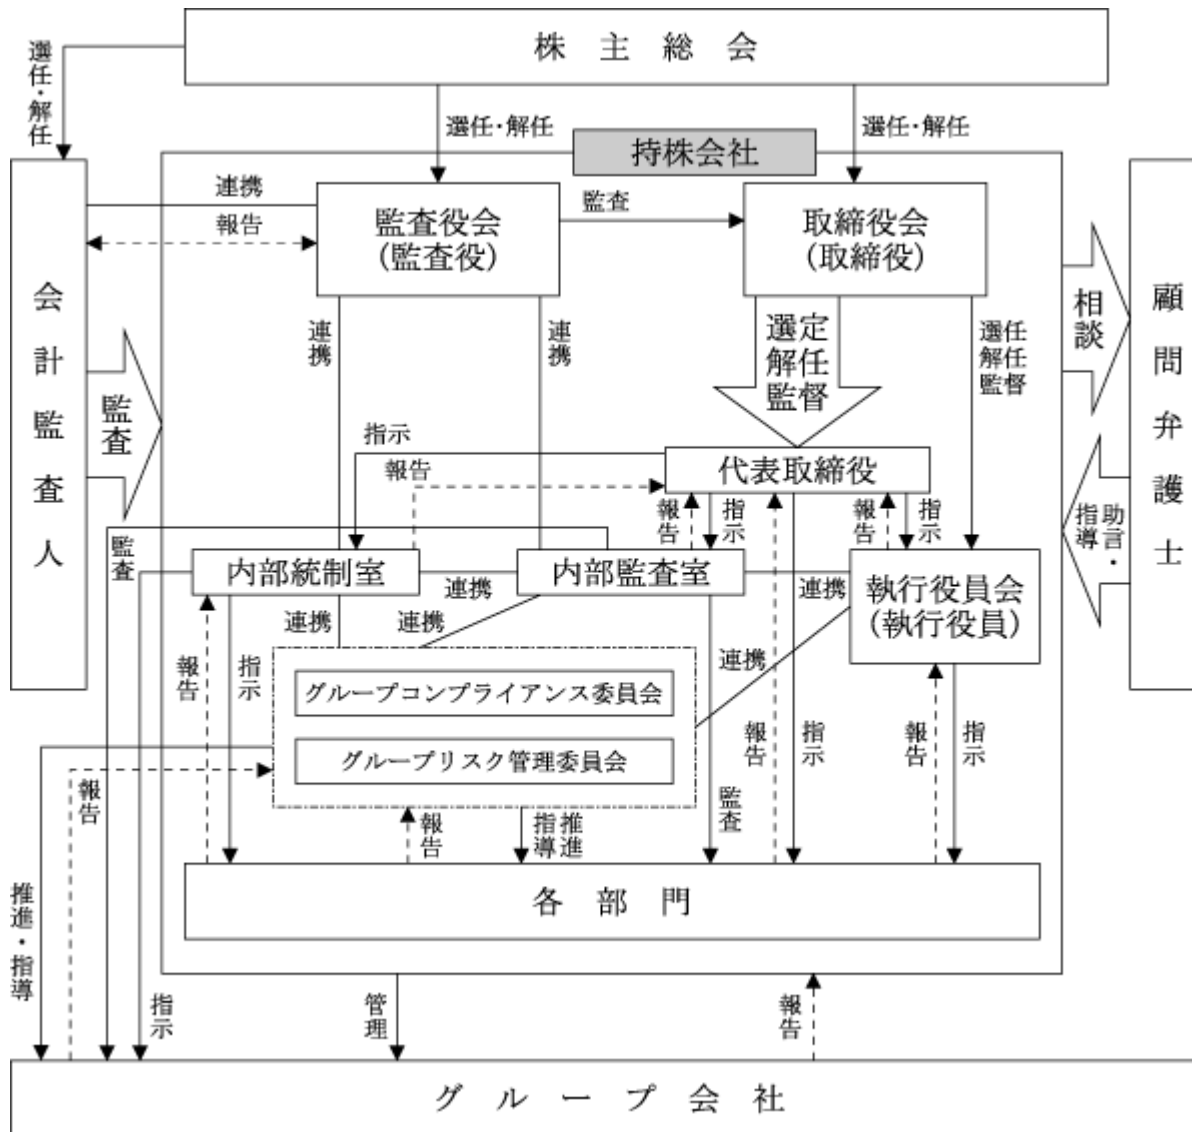 株主総会
選任・解任
選任・解任
選任・解任
持株会社
連携
報告
監査役会
(監査役)
監査
取締役会
(取締役)
会計監査人
監査
連携
連携
選定
解任
監督
選任
解任
監督
相談
顧問弁護士
助言・
指導
指示
報告
代表取締役
報告
指示
報告
指示
監査
内部統制室
連携
内部監査室
連携
執行役員会
(執行役員)
連携
連携
連携
報告
指示
グループコンプライアンス委員会
グループリスク管理委員会
報告
指示
報告
指示
監査
報告
報告
推進
指導
各部門
推進・指導
指示
管理
報告
グループ会社